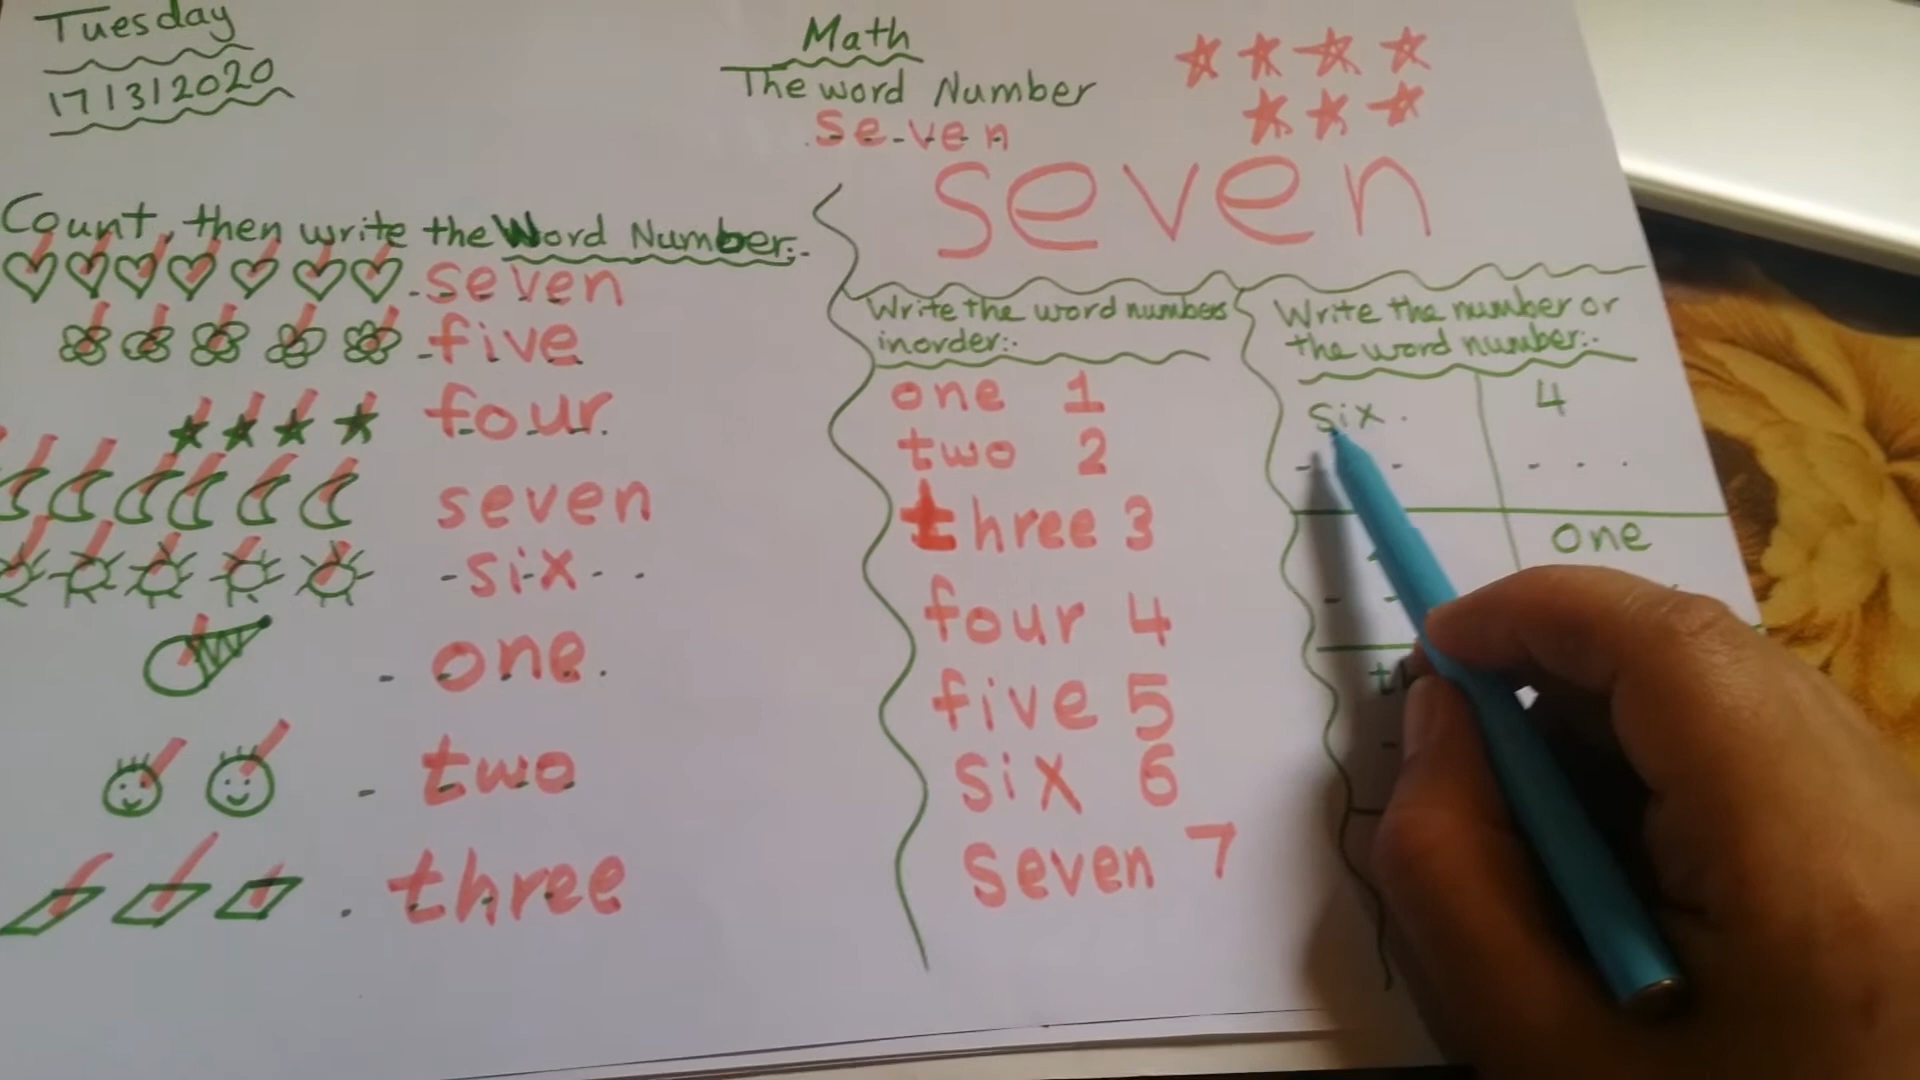 Tuesday
17/3/2020
Math
The word Number
se-ven
seven
Count, then write the Word Number:-
seven
five
four
seven
six
one
two
three
Write the word numbers
inorder:-
one 1
two 2
three 3
four 4
five 5
six 6
seven 7
Write the number or
the word number:-
six
4
one